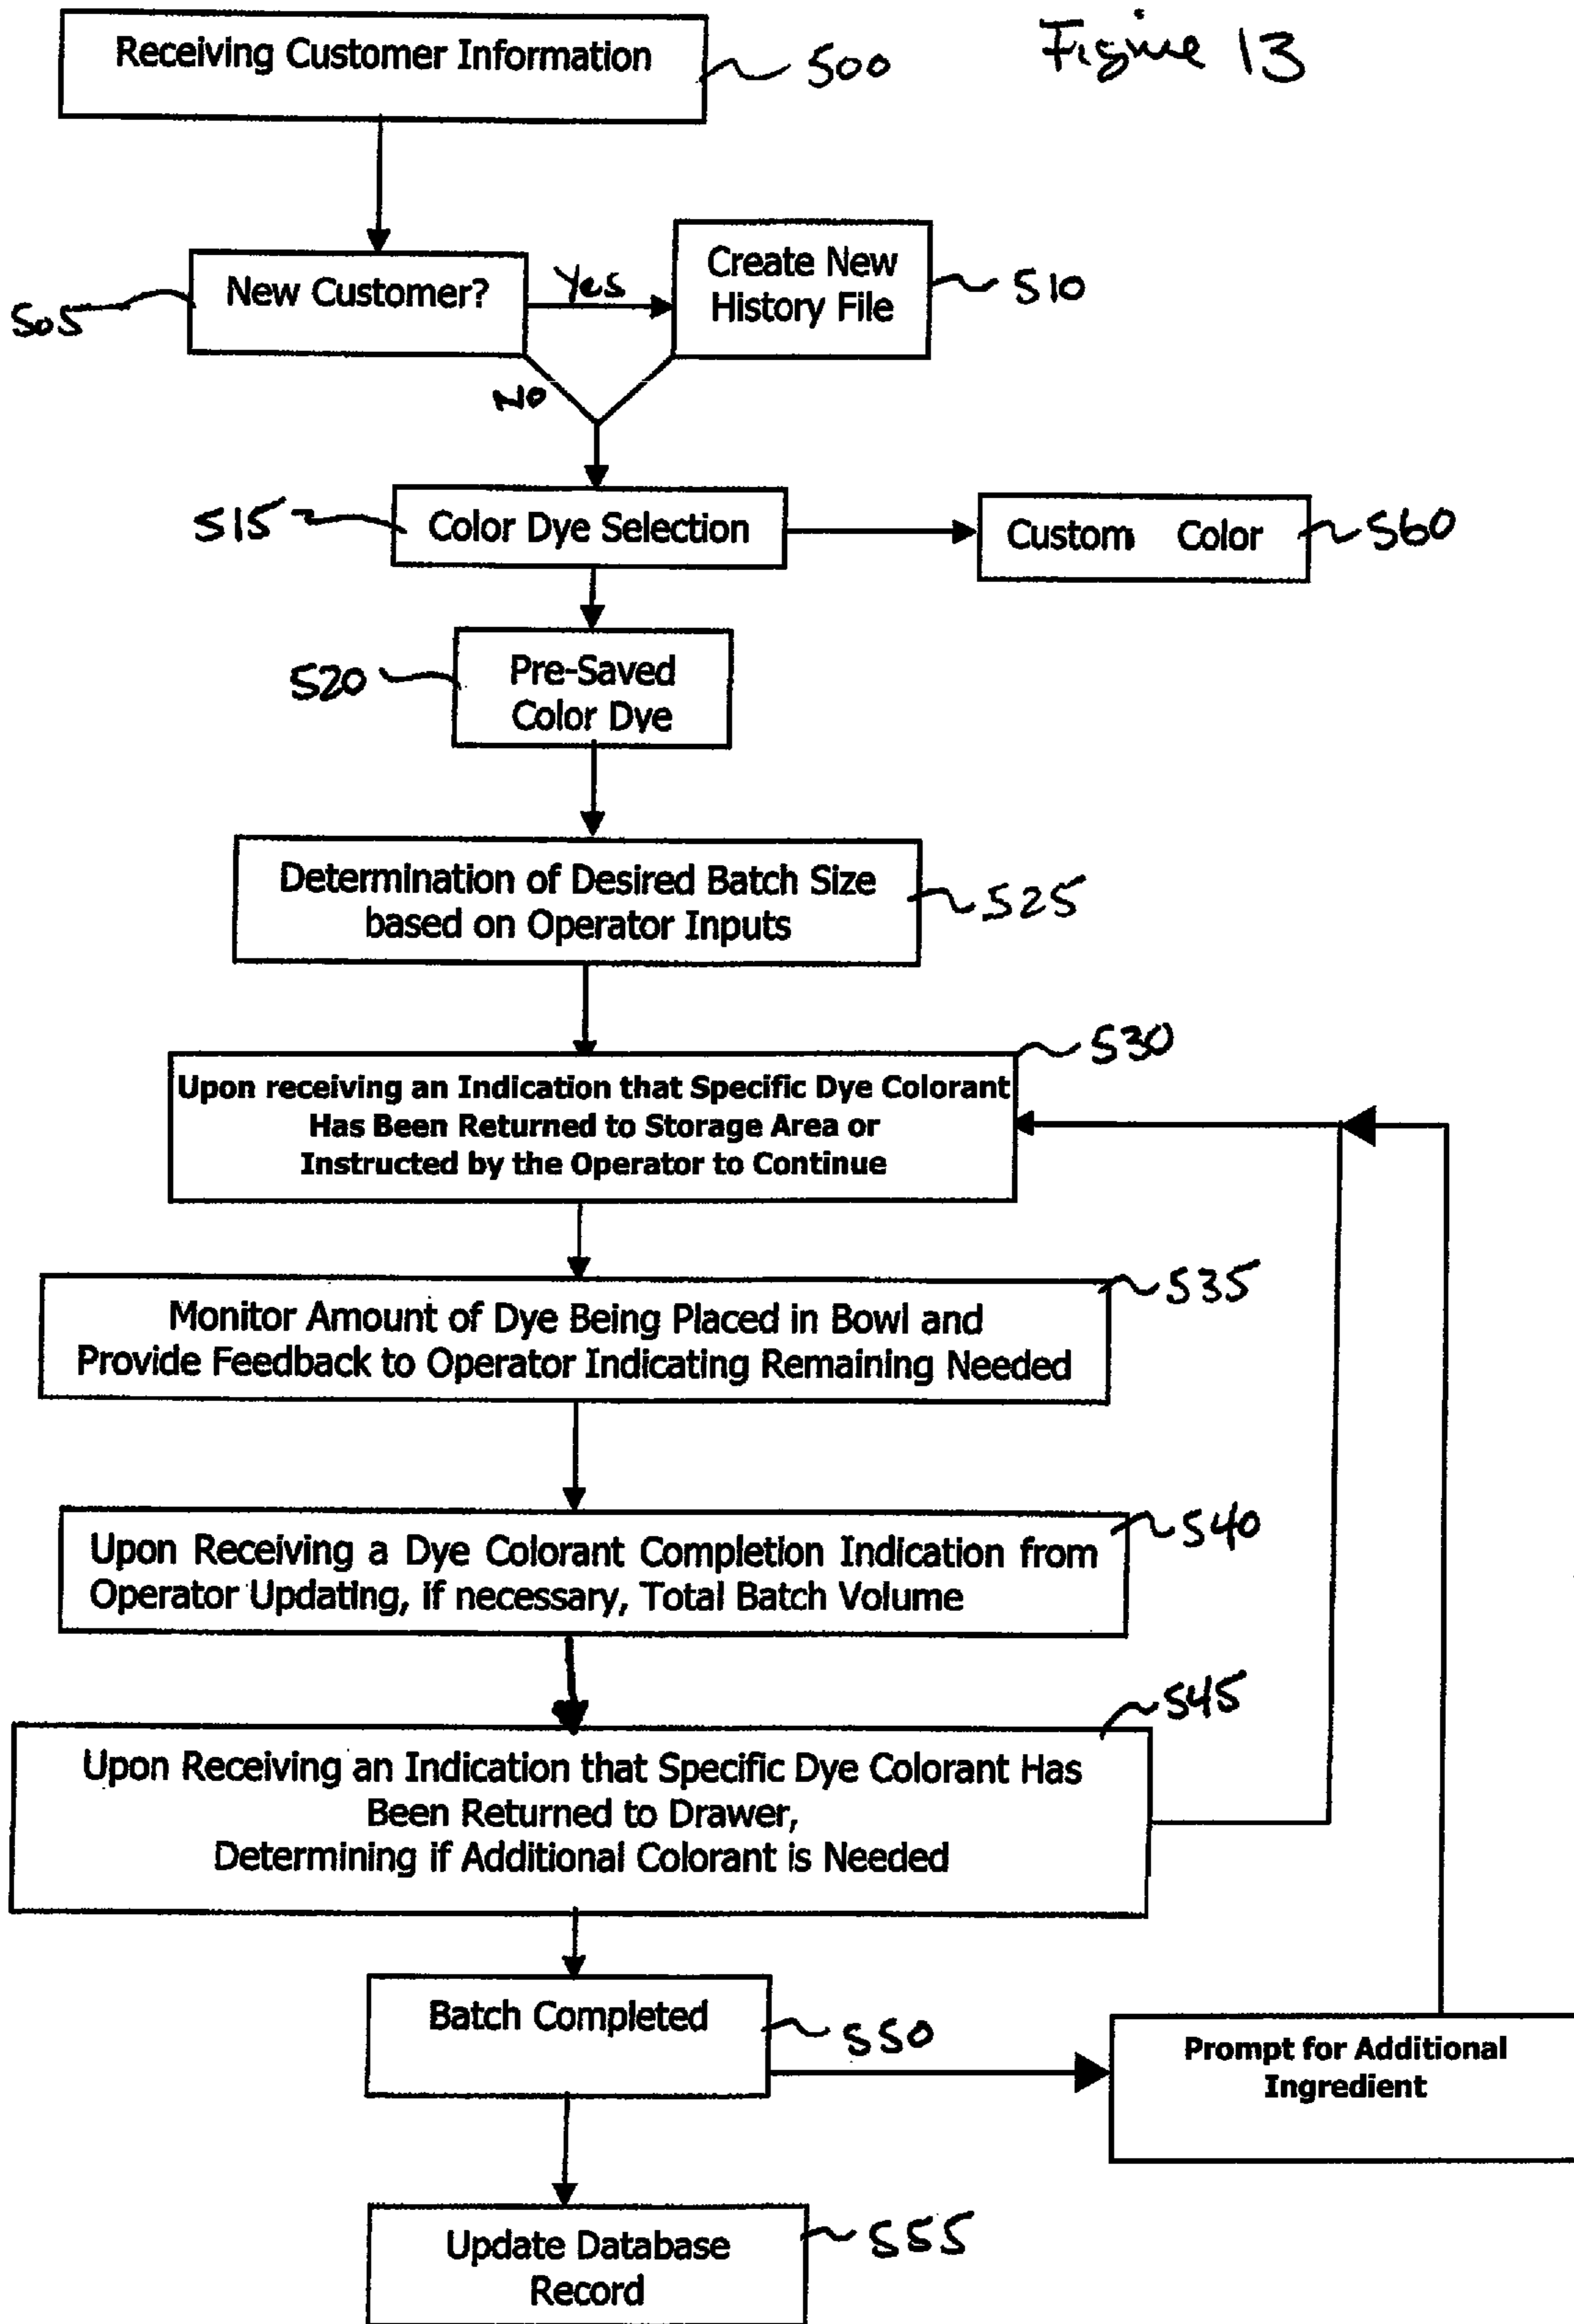 Receiving Customer Information
500
Figure 13
New Customer?
Yes
Create New
History File
510
505
No
515
Color Dye Selection
Custom Color
560
520
Pre-Saved
Color Dye
Determination of Desired Batch Size
based on Operator Inputs
525
530
Upon receiving an Indication that Specific Dye Colorant
Has Been Returned to Storage Area or
Instructed by the Operator to Continue
535
Monitor Amount of Dye Being Placed in Bowl and
Provide Feedback to Operator Indicating Remaining Needed
540
Upon Receiving a Dye Colorant Completion Indication from
Operator Updating, if necessary, Total Batch Volume
545
Upon Receiving an Indication that Specific Dye Colorant Has
Been Returned to Drawer,
Determining if Additional Colorant is Needed
Batch Completed
550
Prompt for Additional
Ingredient
Update Database
Record
555